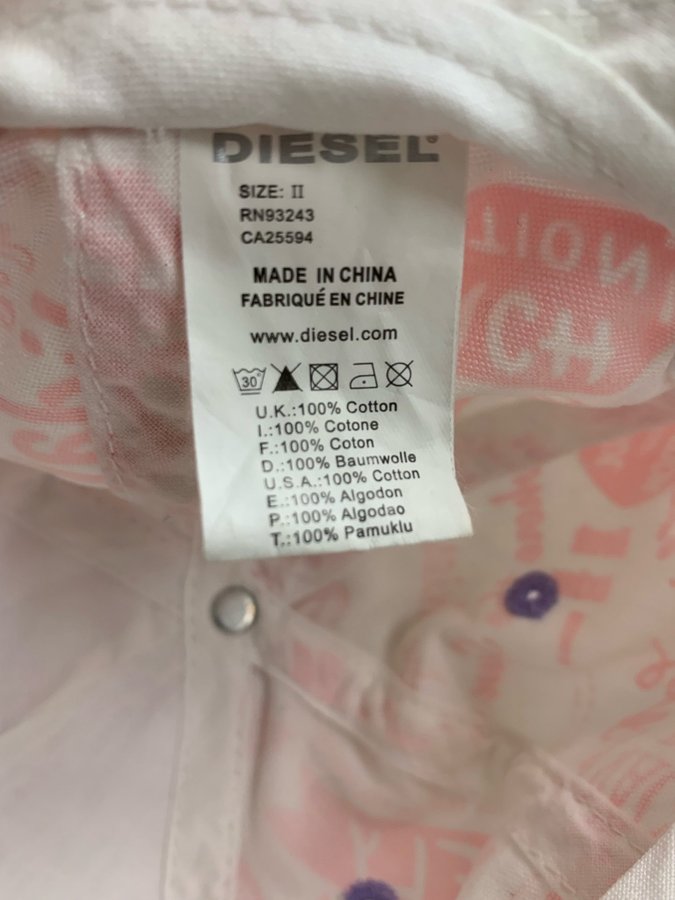 DIESEL
SIZE: II
RN93243
CA25594
MADE IN CHINA
FABRIQUÉ EN CHINE
www.diesel.com
30°
U.K.:100% Cotton
I.:100% Cotone
F.:100% Coton
D.:100% Baumwolle
U.S.A.:100% Cotton
E.:100% Algodon
P.:100% Algodao
T.:100% Pamuklu